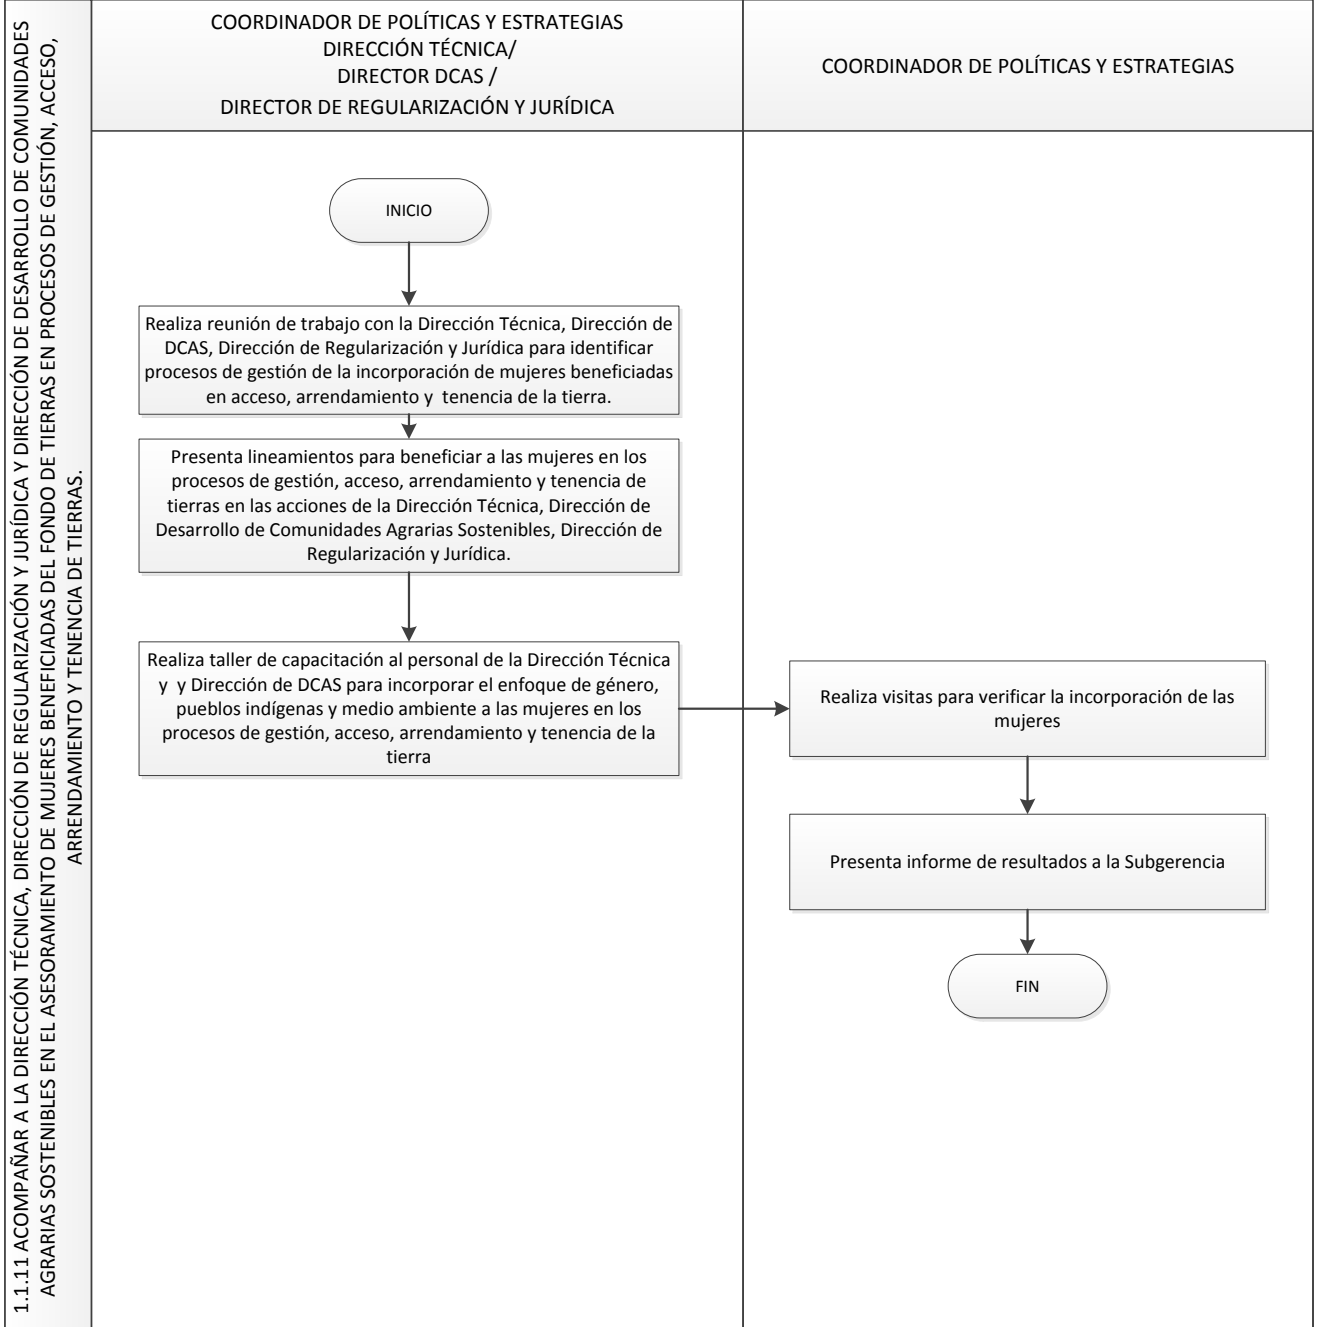 1.1.11 ACOMPAÑAR A LA DIRECCIÓN TÉCNICA, DIRECCIÓN DE REGULARIZACIÓN Y JURÍDICA Y DIRECCIÓN DE DESARROLLO DE COMUNIDADES
AGRARIAS SOSTENIBLES EN EL ASESORAMIENTO DE MUJERES BENEFICIADAS DEL FONDO DE TIERRAS EN PROCESOS DE GESTIÓN, ACCESO,
ARRENDAMIENTO Y TENENCIA DE TIERRAS.
COORDINADOR DE POLÍTICAS Y ESTRATEGIAS
DIRECCIÓN TÉCNICA/
DIRECTOR DCAS /
DIRECTOR DE REGULARIZACIÓN Y JURÍDICA
COORDINADOR DE POLÍTICAS Y ESTRATEGIAS
INICIO
Realiza reunión de trabajo con la Dirección Técnica, Dirección de
DCAS, Dirección de Regularización y Jurídica para identificar
procesos de gestión de la incorporación de mujeres beneficiadas
en acceso, arrendamiento y  tenencia de la tierra.
Presenta lineamientos para beneficiar a las mujeres en los
procesos de gestión, acceso, arrendamiento y tenencia de
tierras en las acciones de la Dirección Técnica, Dirección de
Desarrollo de Comunidades Agrarias Sostenibles, Dirección de
Regularización y Jurídica.
Realiza taller de capacitación al personal de la Dirección Técnica
y  y Dirección de DCAS para incorporar el enfoque de género,
pueblos indígenas y medio ambiente a las mujeres en los
procesos de gestión, acceso, arrendamiento y tenencia de la
tierra
Realiza visitas para verificar la incorporación de las
mujeres
Presenta informe de resultados a la Subgerencia
FIN